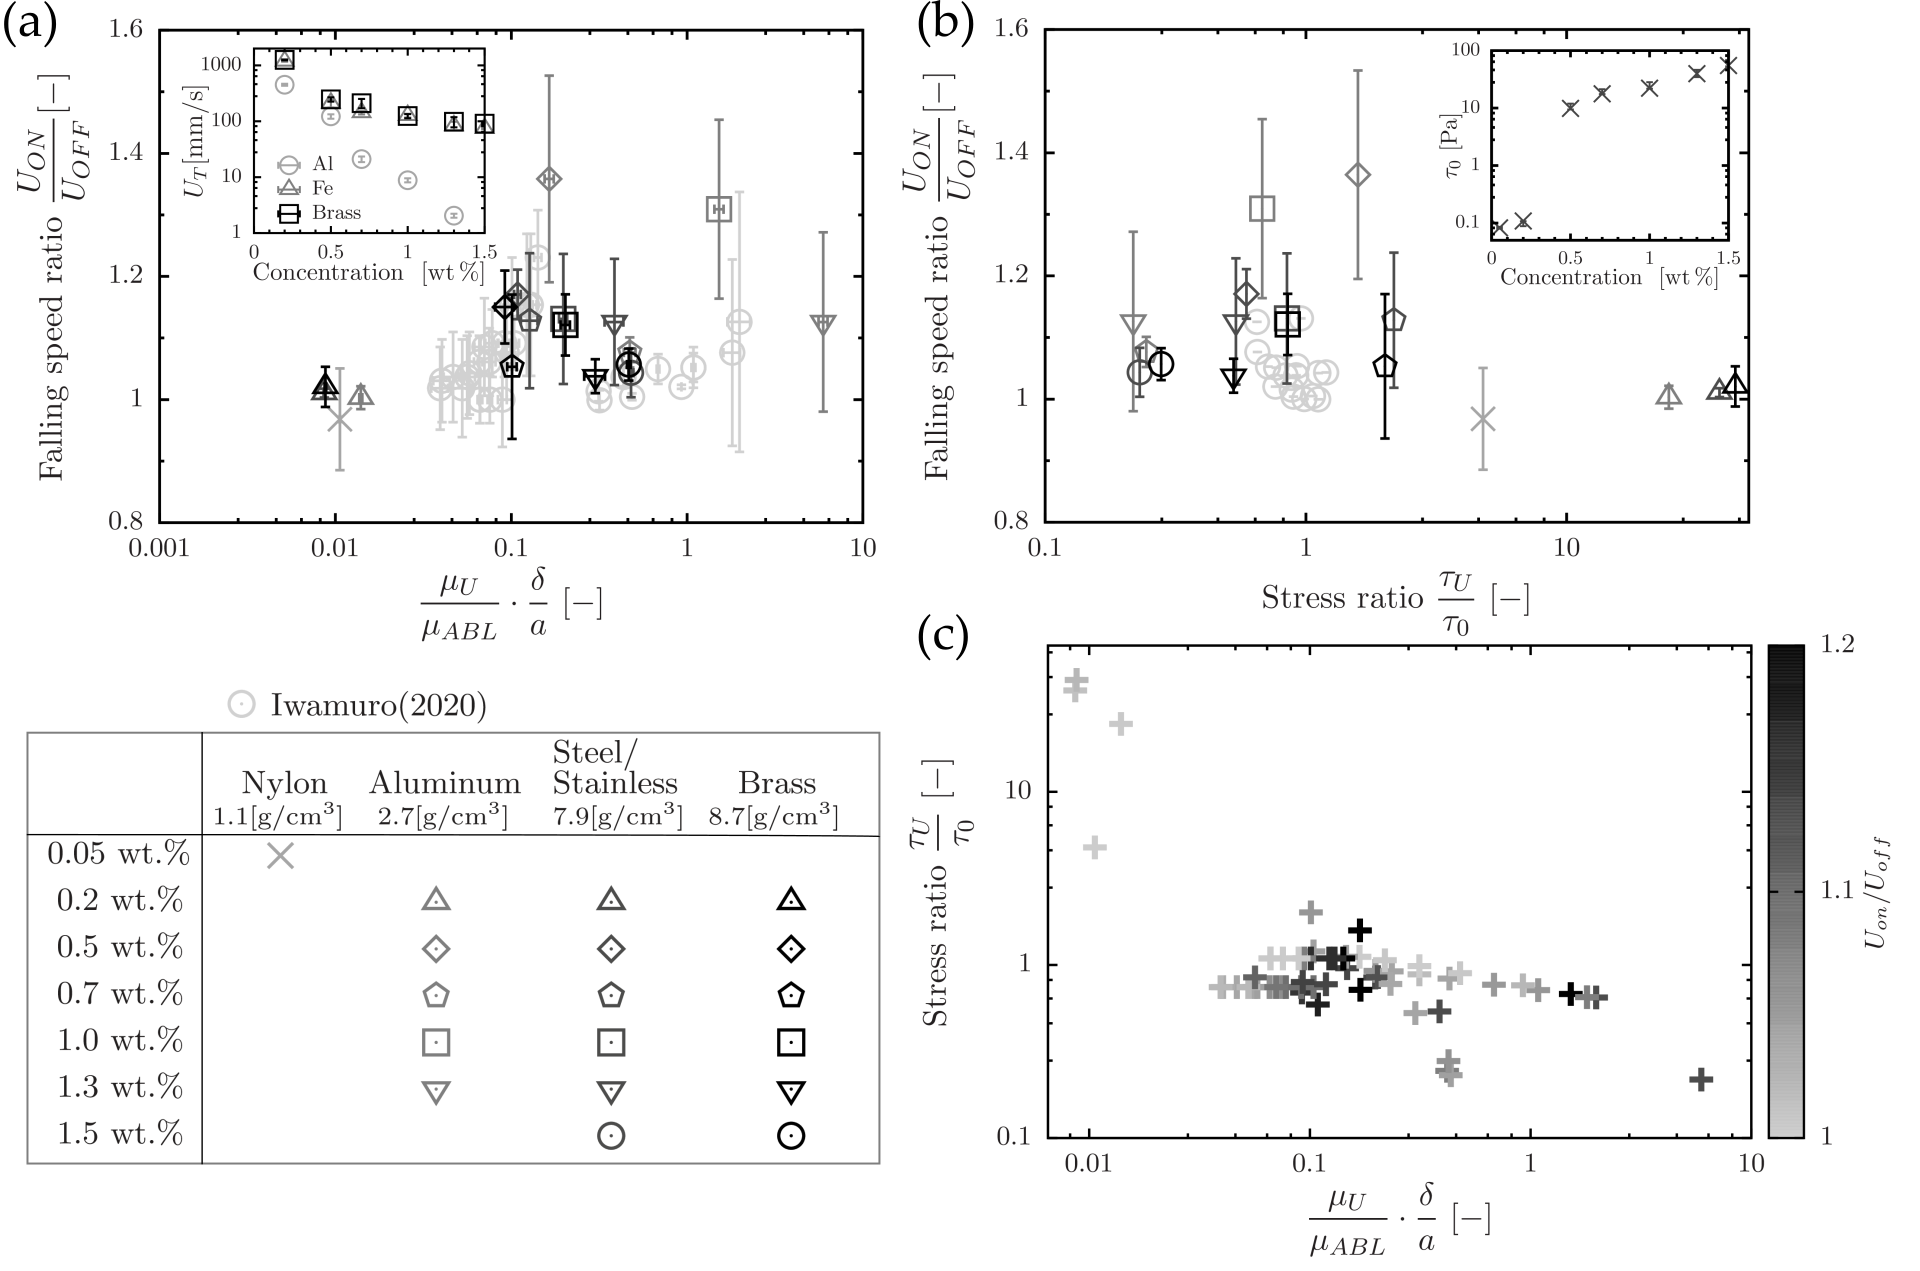 (a)
1.6
1.4
1.2
1
0.8
0.001
0.01
0.1
1
10
Falling speed ratio U_ON/U_OFF [−]
μ_U/μ_ABL · δ/a [−]
1000
100
10
1
0
0.5
1
1.5
U_T[mm/s]
Al
Fe
Brass
Concentration [wt %]
(b)
1.6
1.4
1.2
1
0.8
0.1
1
10
Falling speed ratio U_ON/U_OFF [−]
Stress ratio τ_U/τ_0 [−]
100
10
1
0.1
0
0.5
1
1.5
τ_0 [Pa]
Concentration [wt %]
Iwamuro(2020)
Steel/
Nylon Aluminum Stainless Brass
1.1[g/cm³] 2.7[g/cm³] 7.9[g/cm³] 8.7[g/cm³]
0.05 wt.%
0.2 wt.%
0.5 wt.%
0.7 wt.%
1.0 wt.%
1.3 wt.%
1.5 wt.%
(c)
10
1
0.1
0.01
0.1
1
10
Stress ratio τ_U/τ_0 [−]
μ_U/μ_ABL · δ/a [−]
1.2
1.1
1
U_on/U_off